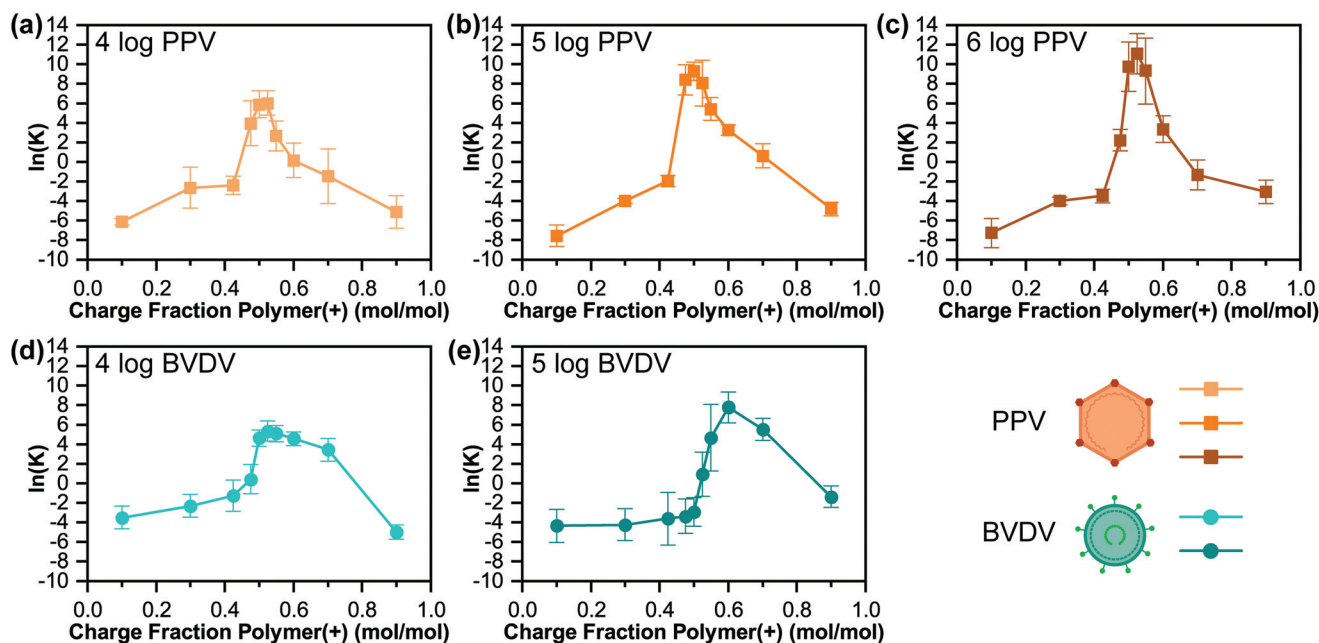 (a) 4 log PPV
14
12
10
8
6
4
2
0
-2
-4
-6
-8
-10
ln(K)
0.0 0.2 0.4 0.6 0.8 1.0
Charge Fraction Polymer(+) (mol/mol)
(b) 5 log PPV
14
12
10
8
6
4
2
0
-2
-4
-6
-8
-10
ln(K)
0.0 0.2 0.4 0.6 0.8 1.0
Charge Fraction Polymer(+) (mol/mol)
(c) 6 log PPV
14
12
10
8
6
4
2
0
-2
-4
-6
-8
-10
ln(K)
0.0 0.2 0.4 0.6 0.8 1.0
Charge Fraction Polymer(+) (mol/mol)
(d) 4 log BVDV
14
12
10
8
6
4
2
0
-2
-4
-6
-8
-10
ln(K)
0.0 0.2 0.4 0.6 0.8 1.0
Charge Fraction Polymer(+) (mol/mol)
(e) 5 log BVDV
14
12
10
8
6
4
2
0
-2
-4
-6
-8
-10
ln(K)
0.0 0.2 0.4 0.6 0.8 1.0
Charge Fraction Polymer(+) (mol/mol)
PPV
BVDV